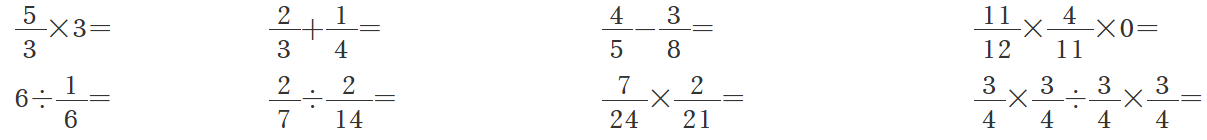 5/3×3= 2/3+1/4= 4/5−3/8= 11/12×4/11×0=
6÷1/6= 2/7÷2/14= 7/24×2/21= 3/4×3/4÷3/4×3/4=